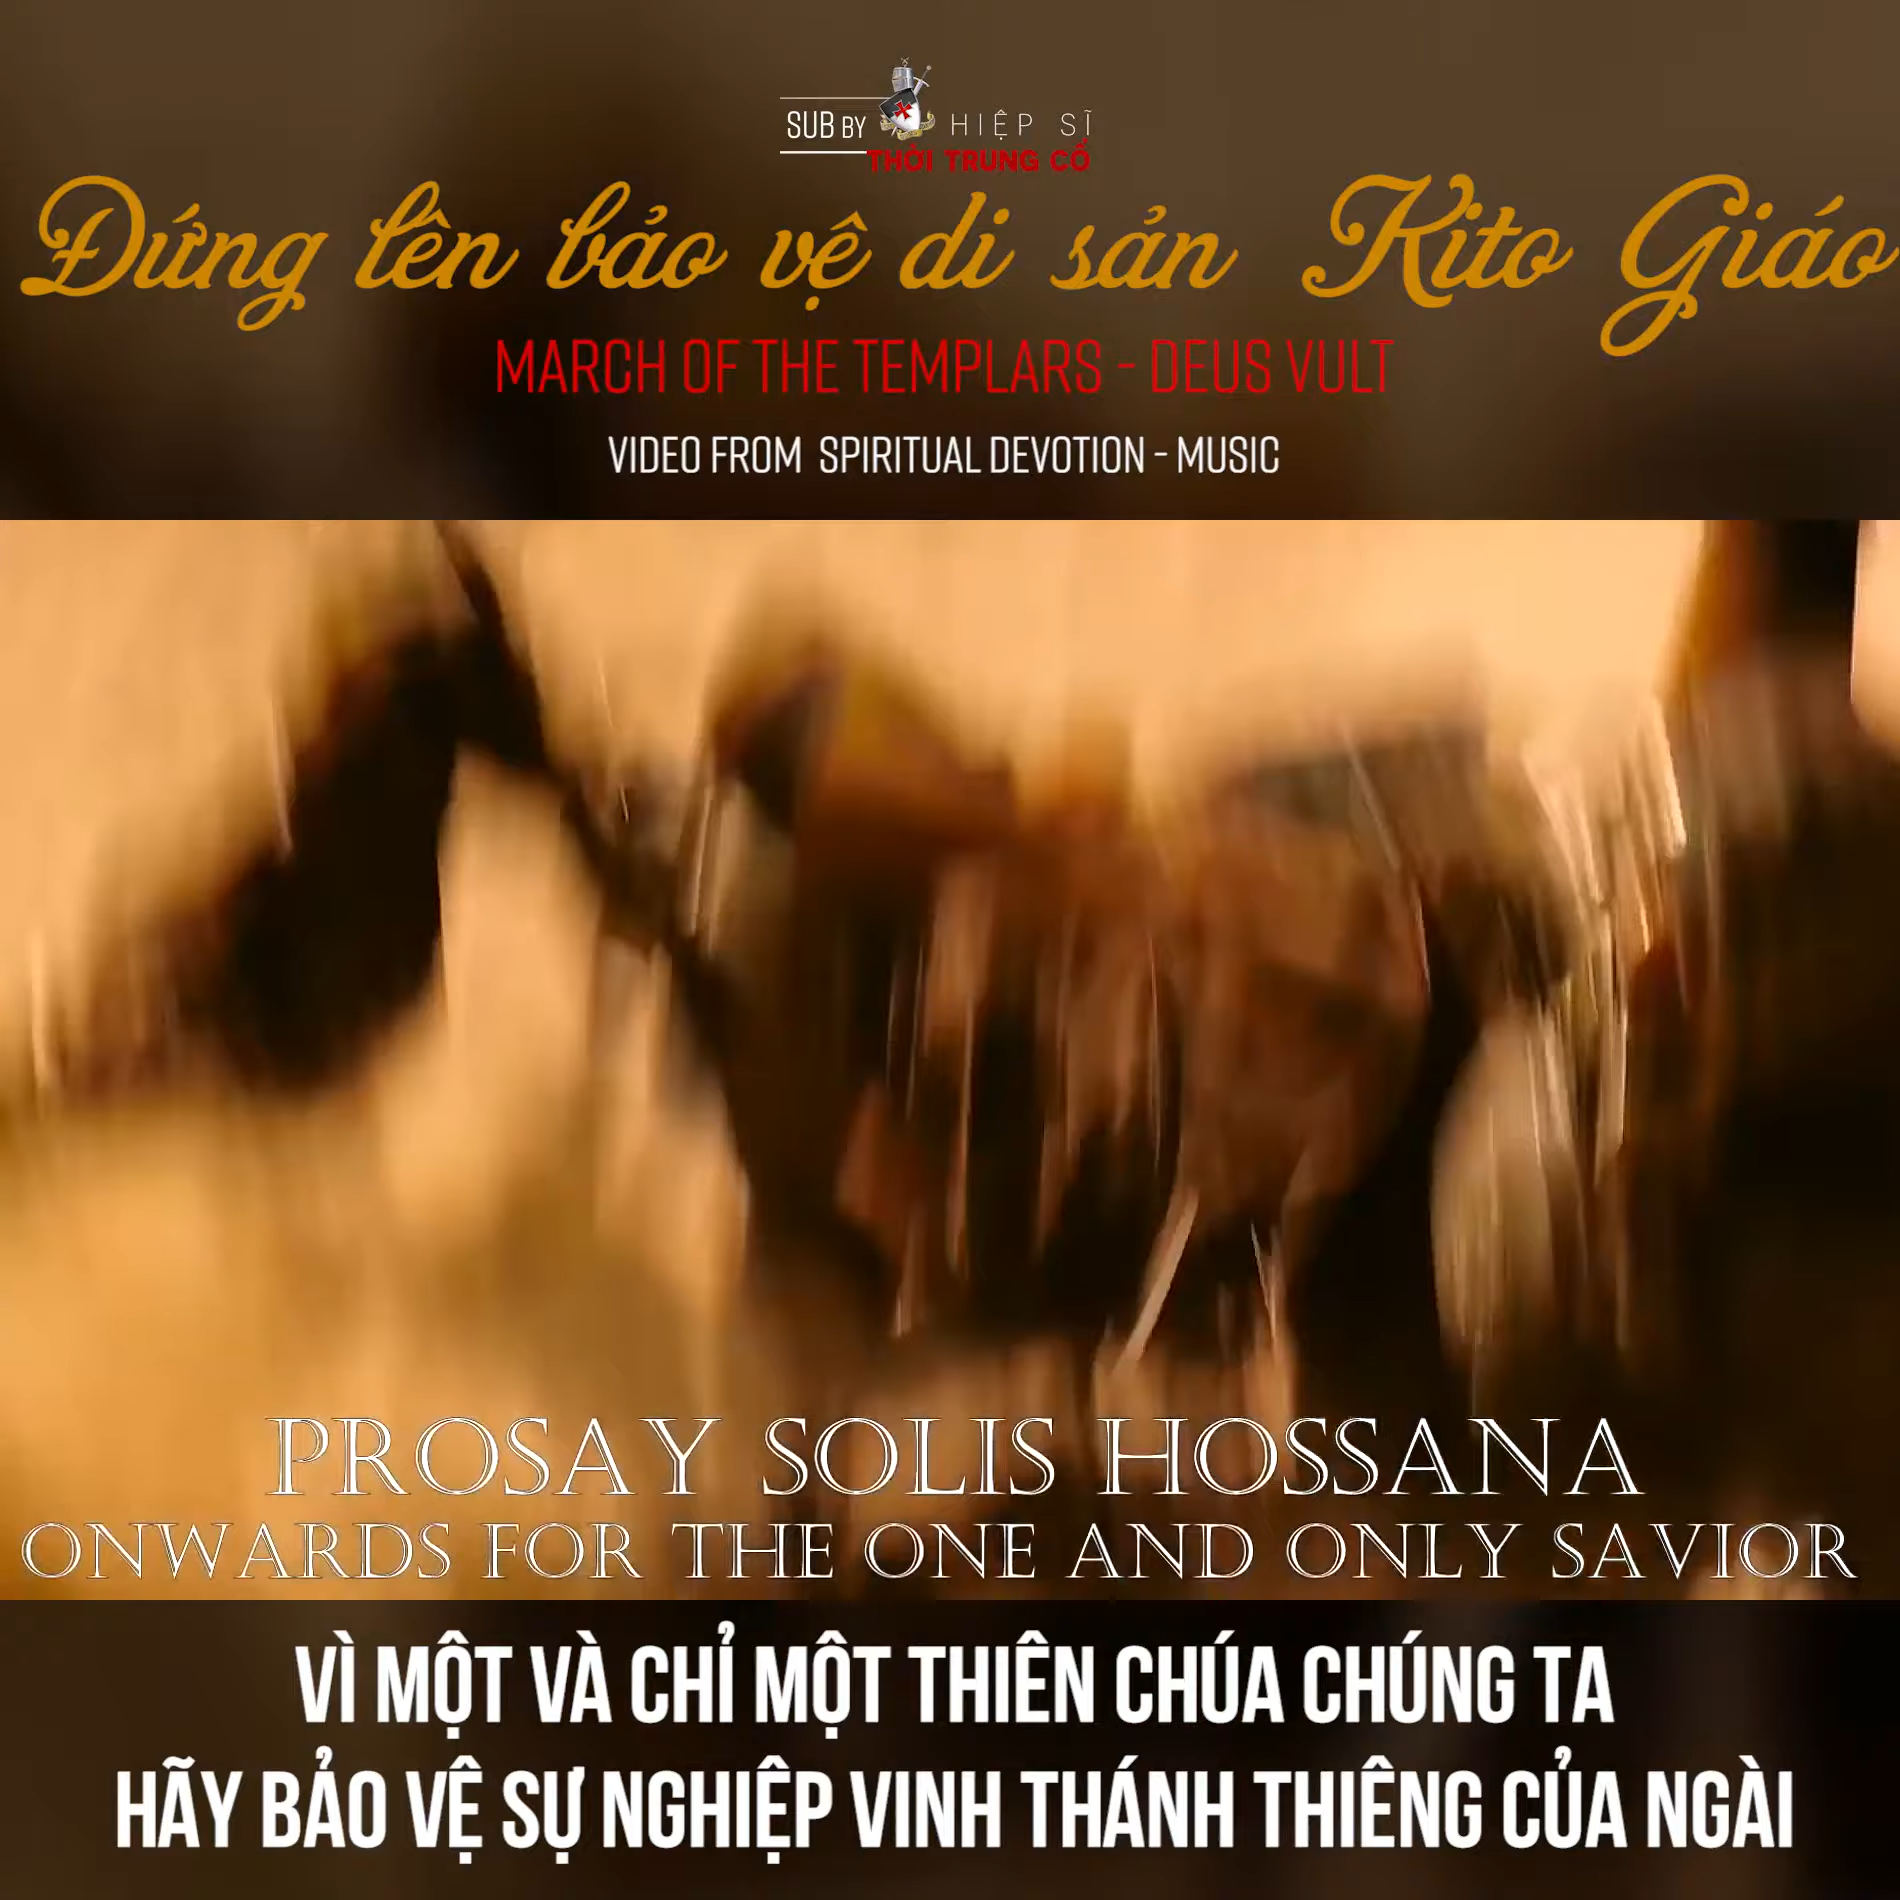 SUB BY HIỆP SĨ
THỜI TRUNG CỔ
Đứng lên bảo vệ di sản Kito Giáo
MARCH OF THE TEMPLARS - DEUS VULT
VIDEO FROM SPIRITUAL DEVOTION - MUSIC
PROSAY SOLIS HOSSANA
ONWARDS FOR THE ONE AND ONLY SAVIOR
VÌ MỘT VÀ CHỈ MỘT THIÊN CHÚA CHÚNG TA
HÃY BẢO VỆ SỰ NGHIỆP VINH THÁNH THIÊNG CỦA NGÀI